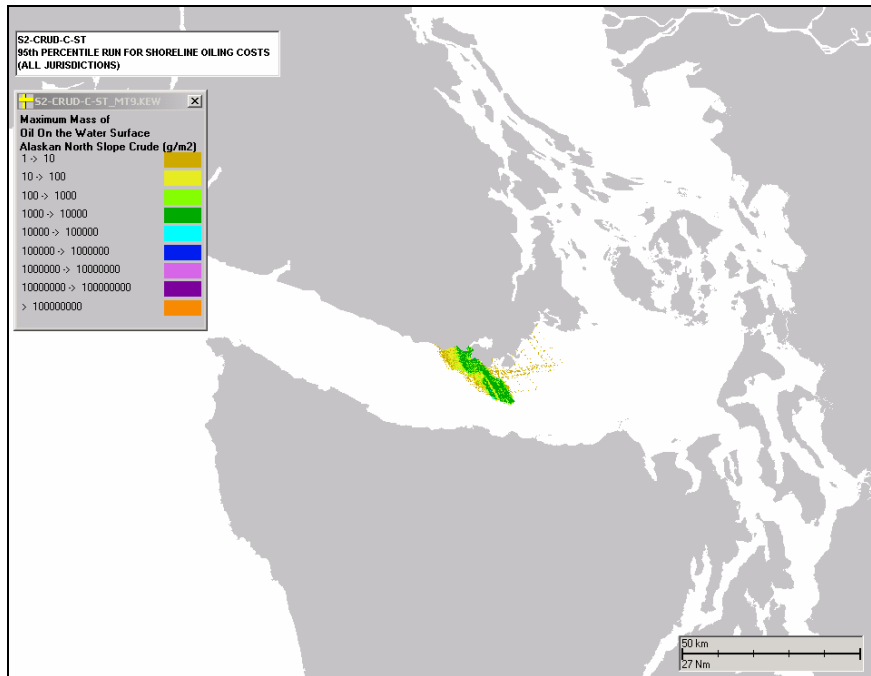 S2-CRUD-C-ST
95th PERCENTILE RUN FOR SHORELINE OILING COSTS
(ALL JURISDICTIONS)
S2-CRUD-C-ST_MT9.KEW
Maximum Mass of
Oil On the Water Surface
Alaskan North Slope Crude (g/m2)
1 -> 10
10 -> 100
100 -> 1000
1000 -> 10000
10000 -> 100000
100000 -> 1000000
1000000 -> 10000000
10000000 -> 100000000
> 100000000
50 km
27 Nm